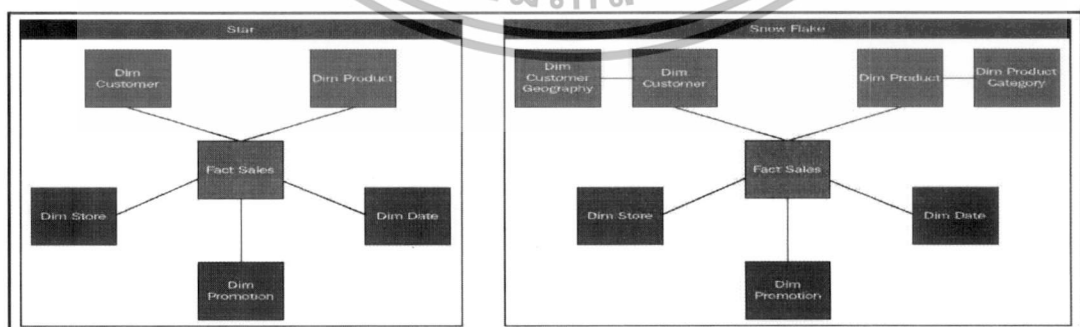 Star
Dim
Customer
Dim Product
Fact Sales
Dim Store
Dim Date
Dim
Promotion
Snow Flake
Dim
Customer
Geography
Dim
Customer
Dim Product
Dim Product
Category
Fact Sales
Dim Store
Dim Date
Dim
Promotion